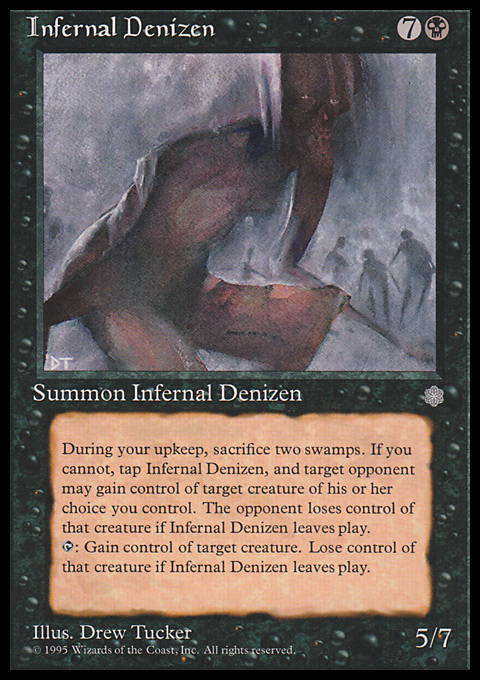 Infernal Denizen 7
DT
Summon Infernal Denizen
During your upkeep, sacrifice two swamps. If you
cannot, tap Infernal Denizen, and target opponent
may gain control of target creature of his or her
choice you control. The opponent loses control of
that creature if Infernal Denizen leaves play.
: Gain control of target creature. Lose control of
that creature if Infernal Denizen leaves play.
Illus. Drew Tucker
5/7
© 1995 Wizards of the Coast, Inc. All rights reserved.